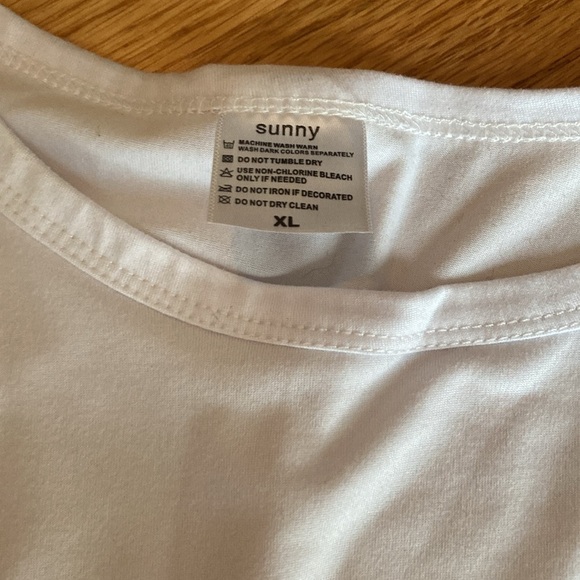 sunny
MACHINE WASH WARN
WASH DARK COLORS SEPARATELY
DO NOT TUMBLE DRY
USE NON-CHLORINE BLEACH
ONLY IF NEEDED
DO NOT IRON IF DECORATED
DO NOT DRY CLEAN
XL